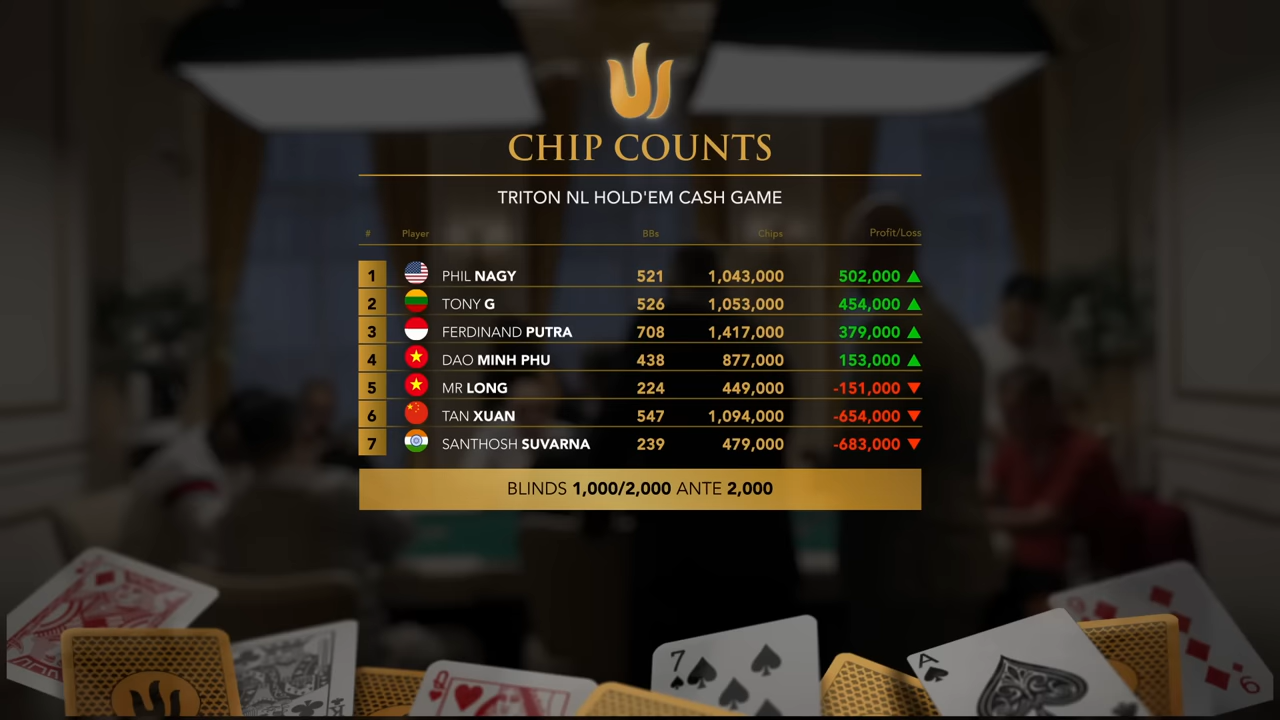 CHIP COUNTS
TRITON NL HOLD'EM CASH GAME
# Player BBs Chips Profit/Loss
1 PHIL NAGY 521 1,043,000 502,000 ▲
2 TONY G 526 1,053,000 454,000 ▲
3 FERDINAND PUTRA 708 1,417,000 379,000 ▲
4 DAO MINH PHU 438 877,000 153,000 ▲
5 MR LONG 224 449,000 -151,000 ▼
6 TAN XUAN 547 1,094,000 -654,000 ▼
7 SANTHOSH SUVARNA 239 479,000 -683,000 ▼
BLINDS 1,000/2,000 ANTE 2,000
7
A
Q
9